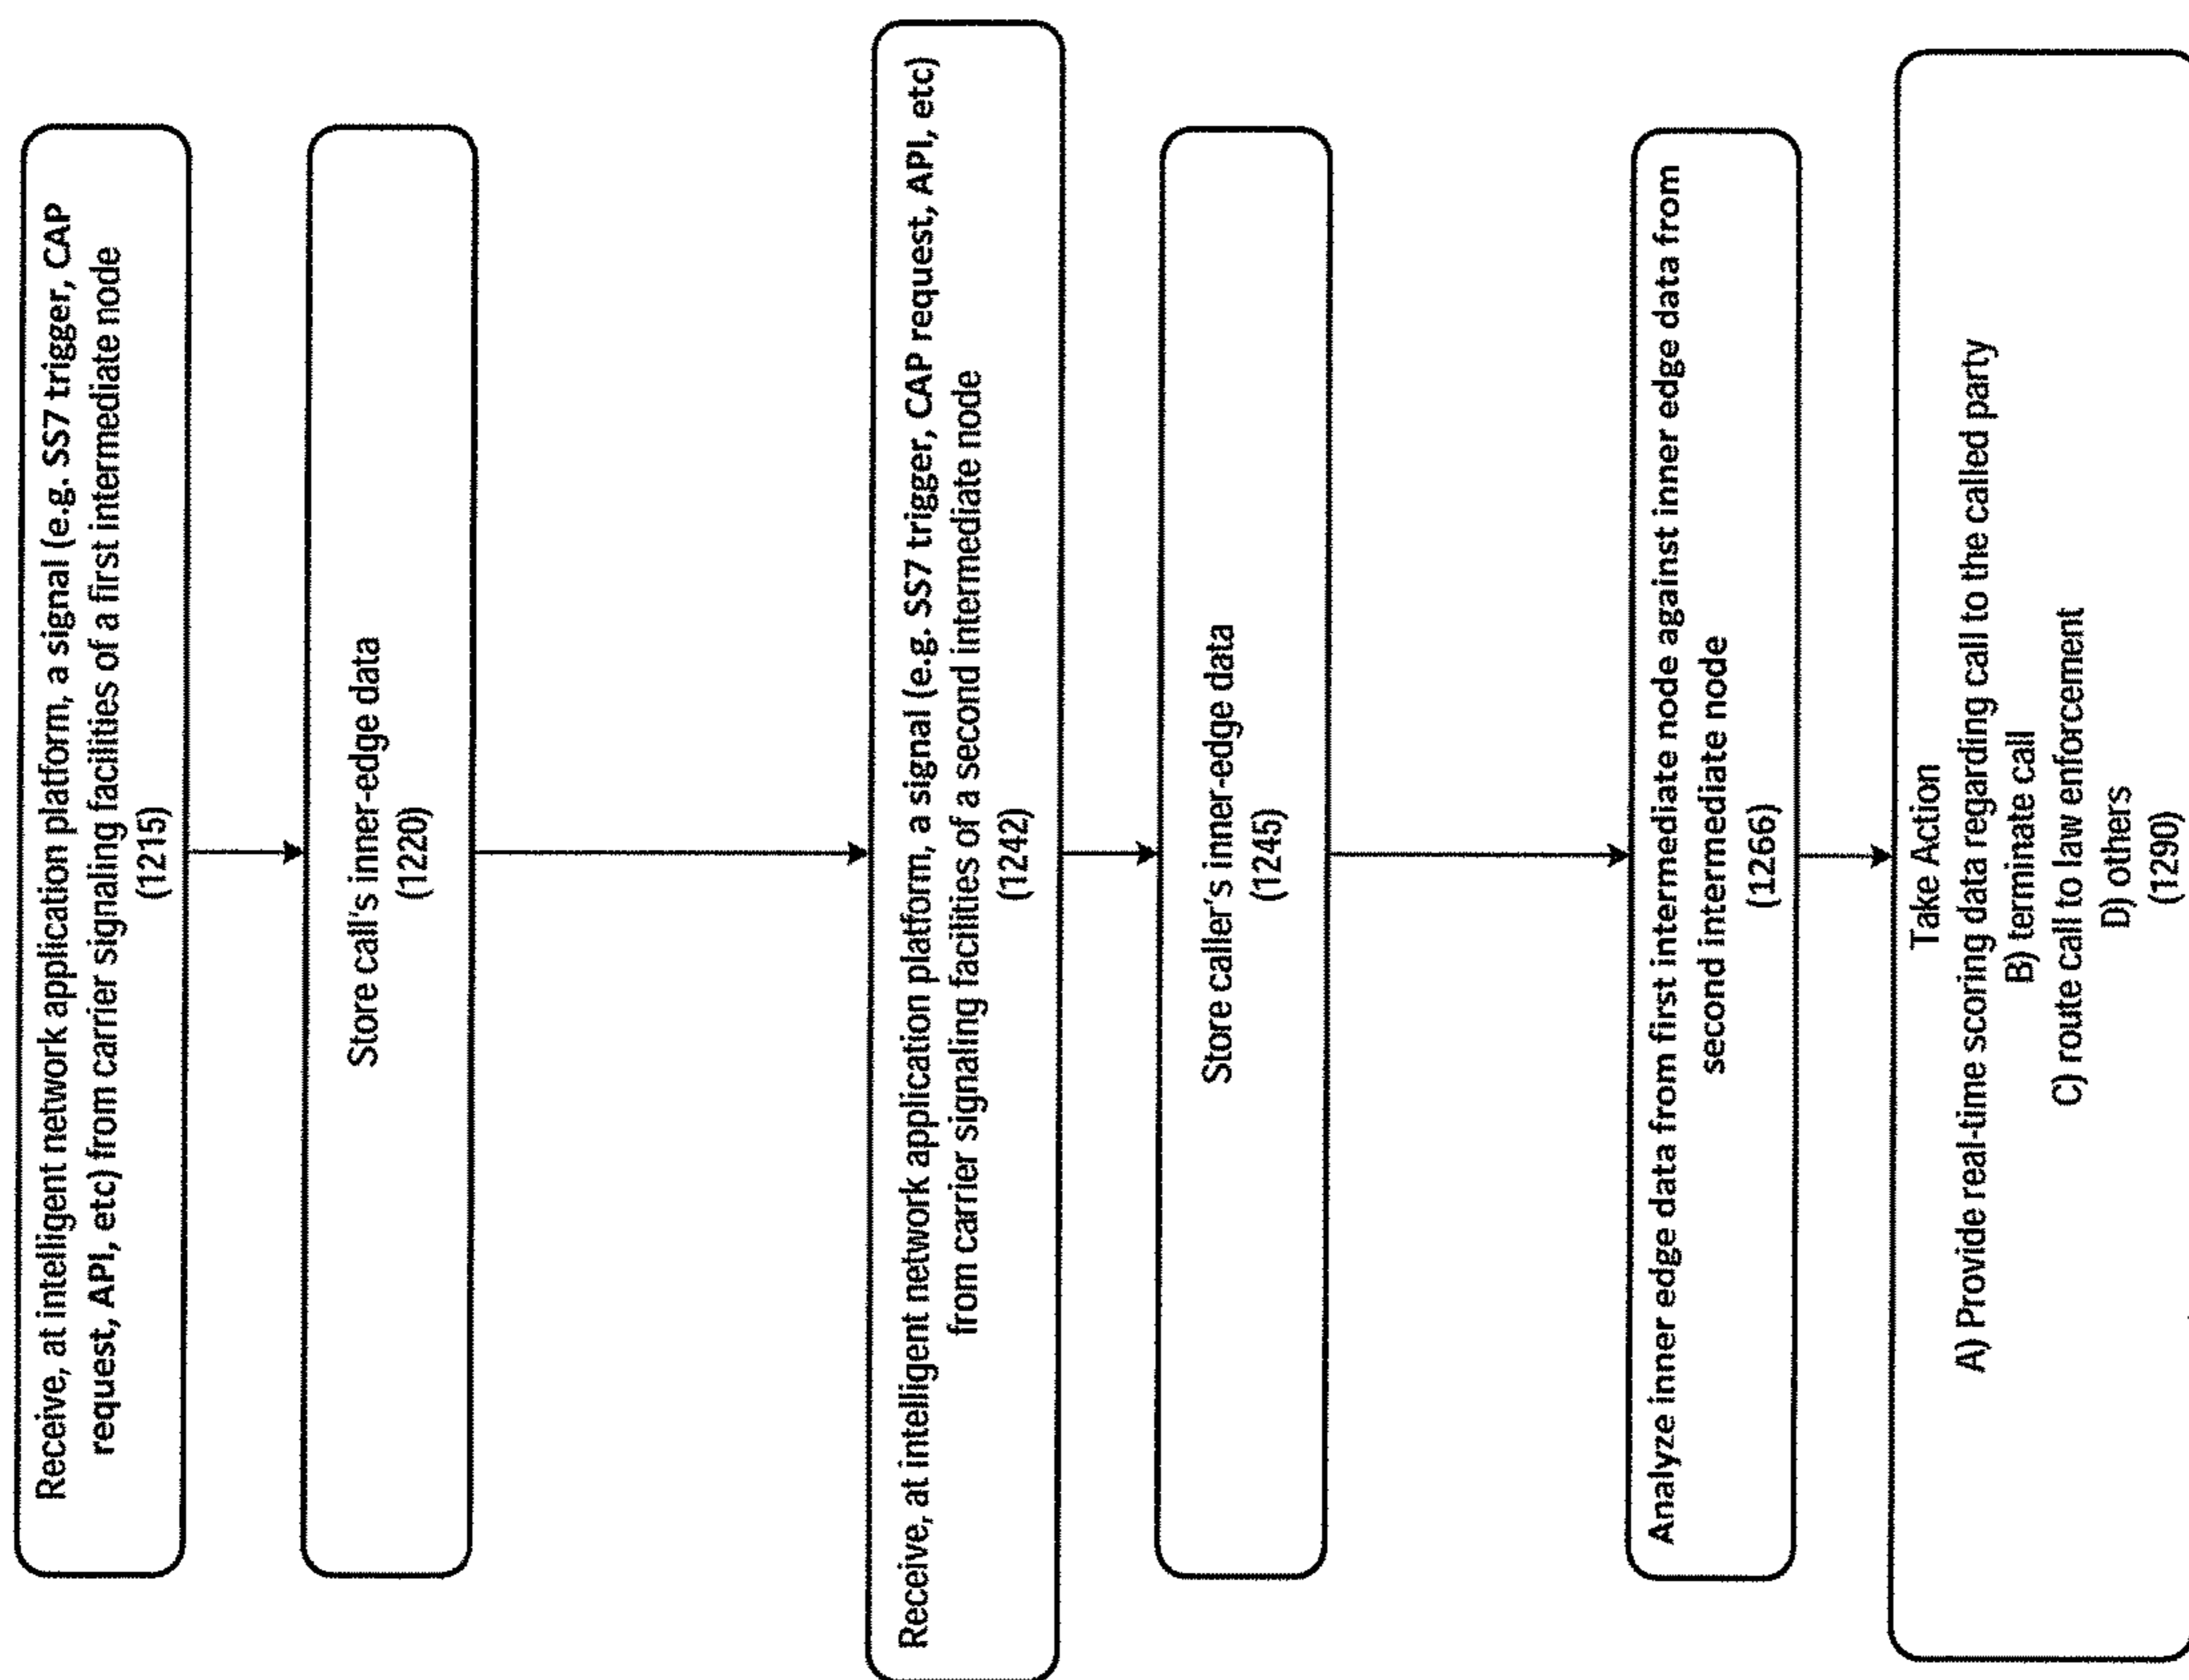 Receive, at intelligent network application platform, a signal (e.g. SS7 trigger, CAP
request, API, etc) from carrier signaling facilities of a first intermediate node
(1215)
Store call's inner-edge data
(1220)
Receive, at intelligent network application platform, a signal (e.g. SS7 trigger, CAP request, API, etc)
from carrier signaling facilities of a second intermediate node
(1242)
Store caller's inner-edge data
(1245)
Analyze inner edge data from first intermediate node against inner edge data from
second intermediate node
(1266)
Take Action
A) Provide real-time scoring data regarding call to the called party
B) terminate call
C) route call to law enforcement
D) others
(1290)